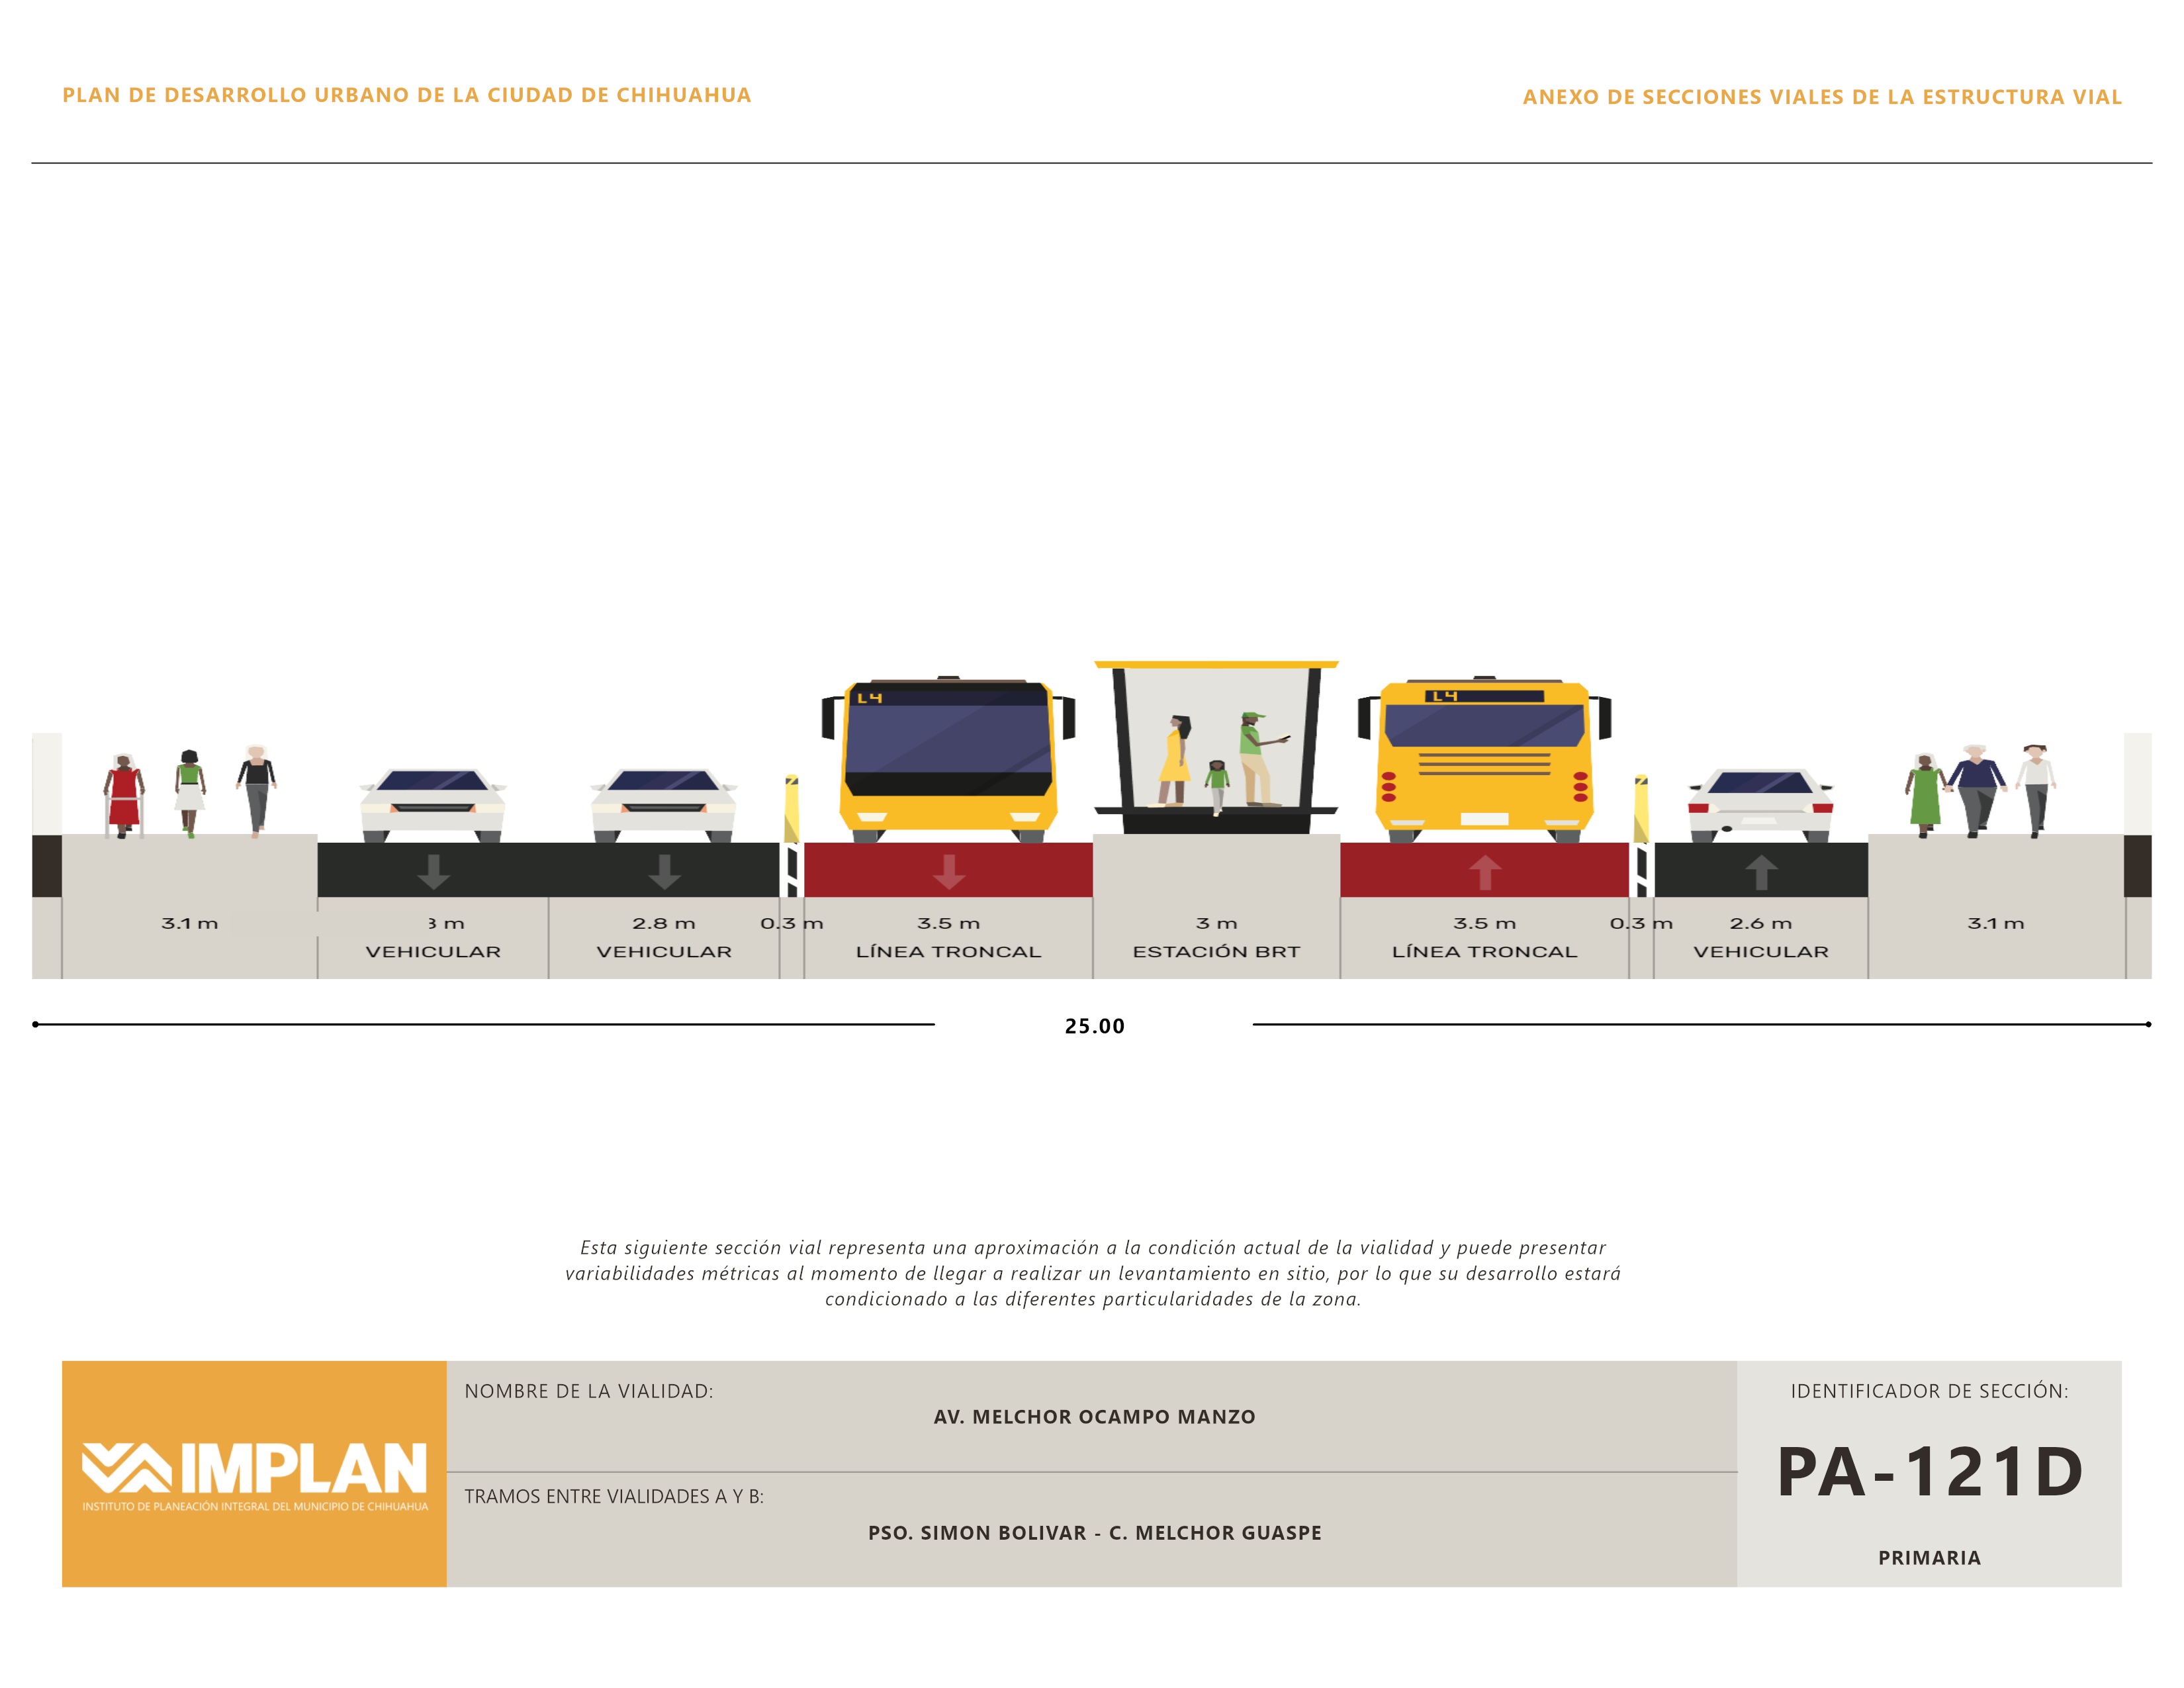 PLAN DE DESARROLLO URBANO DE LA CIUDAD DE CHIHUAHUA
ANEXO DE SECCIONES VIALES DE LA ESTRUCTURA VIAL
L4
L4
3.1 m
m
2.8 m
0.3 m
3.5 m
3 m
3.5 m
0.3 m
2.6 m
3.1 m
VEHICULAR
VEHICULAR
LÍNEA TRONCAL
ESTACIÓN BRT
LÍNEA TRONCAL
VEHICULAR
25.00
Esta siguiente sección vial representa una aproximación a la condición actual de la vialidad y puede presentar
variabilidades métricas al momento de llegar a realizar un levantamiento en sitio, por lo que su desarrollo estará
condicionado a las diferentes particularidades de la zona.
IMPLAN
INSTITUTO DE PLANEACIÓN INTEGRAL DEL MUNICIPIO DE CHIHUAHUA
NOMBRE DE LA VIALIDAD:
AV. MELCHOR OCAMPO MANZO
TRAMOS ENTRE VIALIDADES A Y B:
PSO. SIMON BOLIVAR - C. MELCHOR GUASPE
IDENTIFICADOR DE SECCIÓN:
PA-121D
PRIMARIA